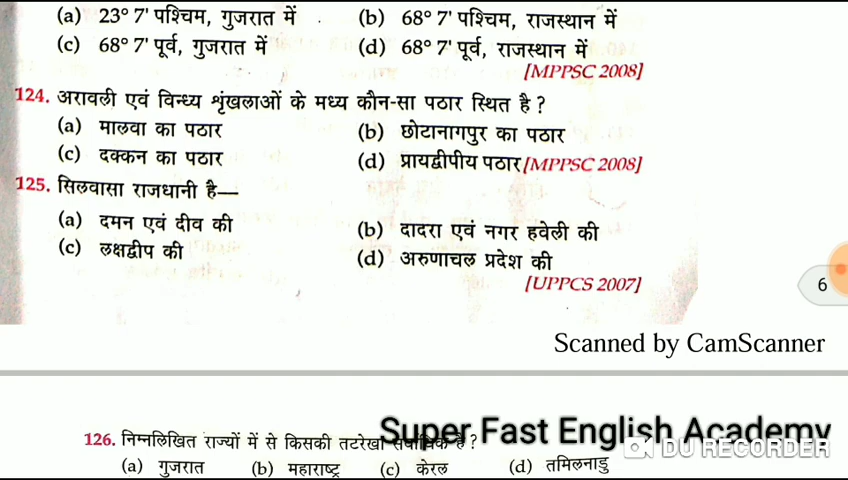 (a) 23° 7' पश्चिम, गुजरात में (b) 68° 7' पश्चिम, राजस्थान में
(c) 68° 7' पूर्व, गुजरात में (d) 68° 7' पूर्व, राजस्थान में
[MPPSC 2008]
124. अरावली एवं विन्ध्य शृंखलाओं के मध्य कौन-सा पठार स्थित है ?
(a) मालवा का पठार (b) छोटानागपुर का पठार
(c) दक्कन का पठार (d) प्रायद्वीपीय पठार [MPPSC 2008]
125. सिलवासा राजधानी है—
(a) दमन एवं दीव की (b) दादरा एवं नगर हवेली की
(c) लक्षद्वीप की (d) अरुणाचल प्रदेश की
[UPPCS 2007]
6
Scanned by CamScanner
Super Fast English Academy
126. निम्नलिखित राज्यों में से किसकी तटरेखा सर्वाधिक है ?
DU RECORDER
(a) गुजरात (b) महाराष्ट्र (c) केरल (d) तमिलनाडु